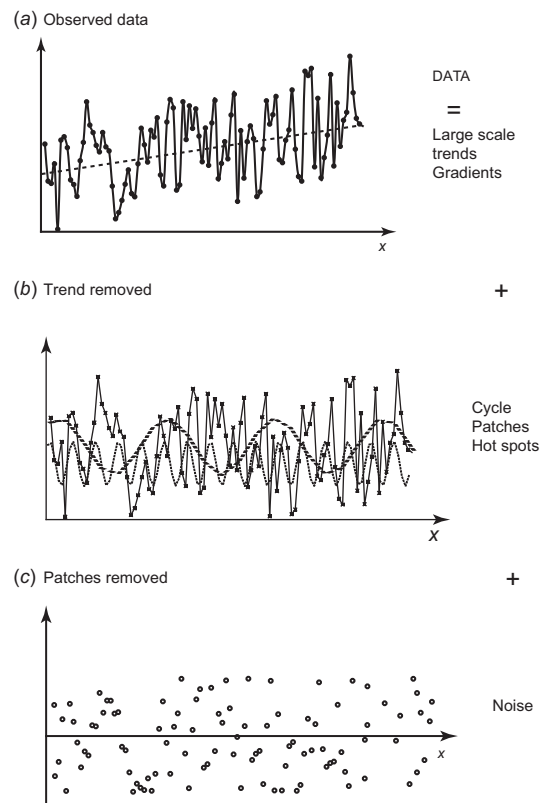 (a) Observed data
DATA
=
Large scale
trends
Gradients
x
(b) Trend removed
+
Cycle
Patches
Hot spots
x
(c) Patches removed
+
Noise
x